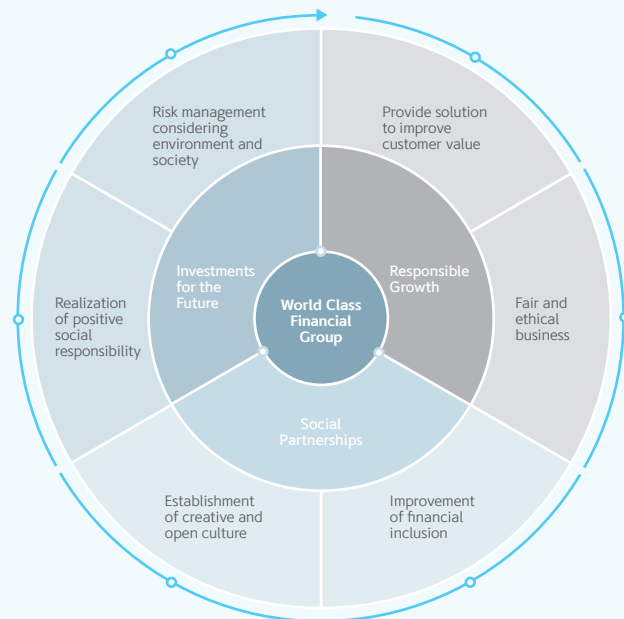 Risk management
considering
environment and
society
Provide solution
to improve
customer value
Investments
for the
Future
Responsible
Growth
Realization
of positive
social
responsibility
World Class
Financial
Group
Fair and
ethical
business
Social
Partnerships
Establishment
of creative and
open culture
Improvement
of financial
inclusion